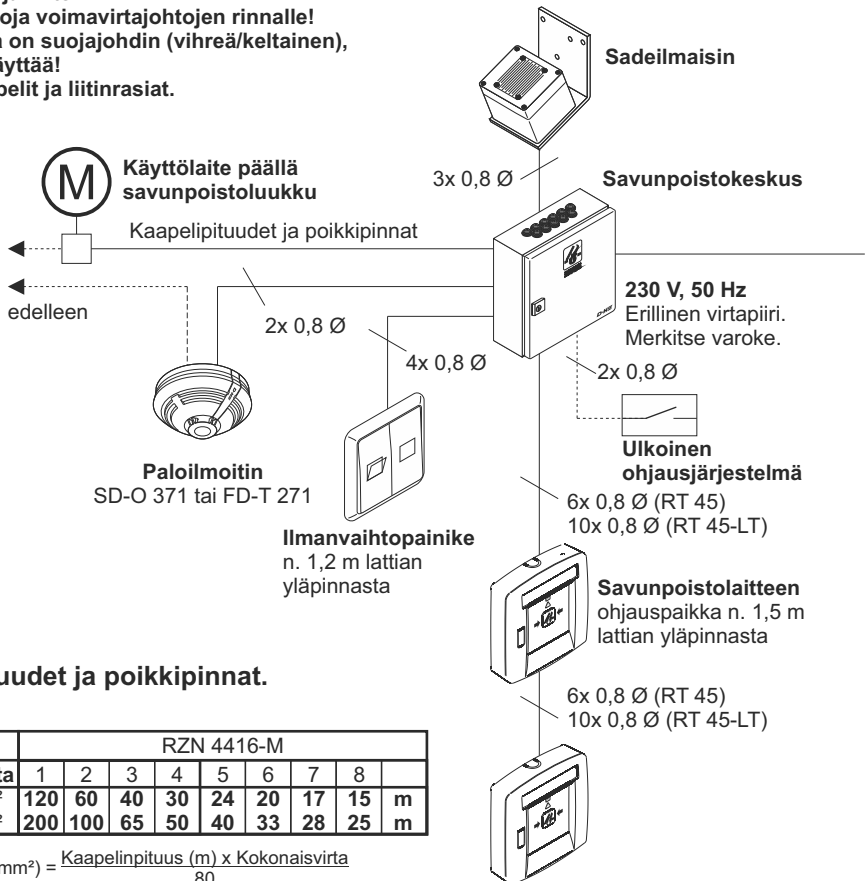 oja voimavirtajohtojen rinnalle!
on suojajohdin (vihreä/keltainen),
äyttää!
pelit ja liitinrasiat.
Sadeilmaisin
3x 0,8 Ø
Savunpoistokeskus
M
Käyttölaite päällä
savunpoistoluukku
Kaapelipituudet ja poikkipinnat
edelleen
2x 0,8 Ø
4x 0,8 Ø
230 V, 50 Hz
Erillinen virtapiiri.
Merkitse varoke.
2x 0,8 Ø
Ulkoinen
ohjausjärjestelmä
Paloilmoitin
SD-O 371 tai FD-T 271
Ilmanvaihtopainike
n. 1,2 m lattian
yläpinnasta
6x 0,8 Ø (RT 45)
10x 0,8 Ø (RT 45-LT)
Savunpoistolaitteen
ohjauspaikka n. 1,5 m
lattian yläpinnasta
6x 0,8 Ø (RT 45)
10x 0,8 Ø (RT 45-LT)
uudet ja poikkipinnat.
RZN 4416-M
ta 1 2 3 4 5 6 7 8
² 120 60 40 30 24 20 17 15 m
² 200 100 65 50 40 33 28 25 m
mm²) = Kaapelinpituus (m) x Kokonaisvirta
80